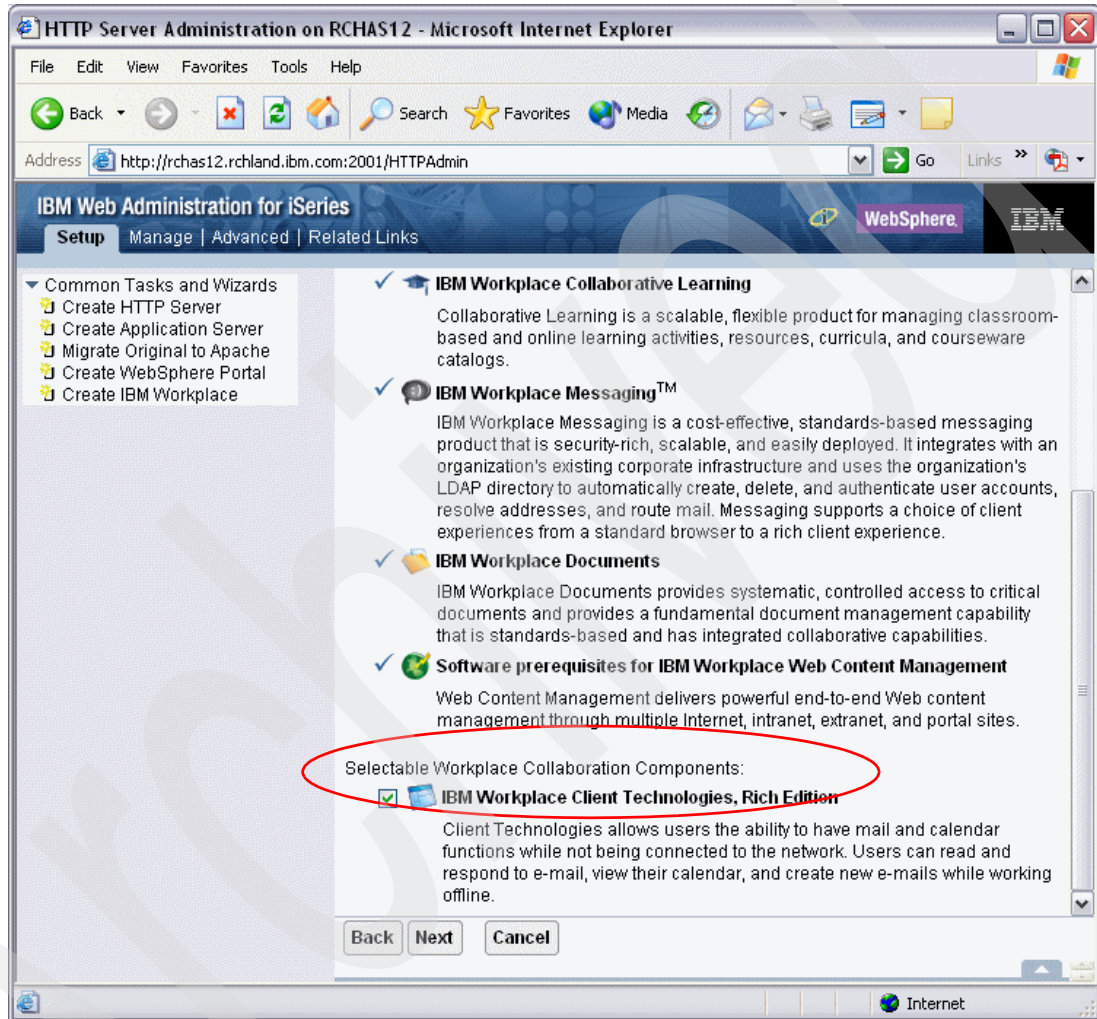 HTTP Server Administration on RCHAS12 - Microsoft Internet Explorer
File Edit View Favorites Tools Help
Back Search Favorites Media
Address http://rchas12.rchland.ibm.com:2001/HTTPAdmin Go Links »
IBM Web Administration for iSeries
WebSphere. IBM
Setup Manage | Advanced | Related Links
Common Tasks and Wizards
Create HTTP Server
Create Application Server
Migrate Original to Apache
Create WebSphere Portal
Create IBM Workplace
IBM Workplace Collaborative Learning
Collaborative Learning is a scalable, flexible product for managing classroom-
based and online learning activities, resources, curricula, and courseware
catalogs.
IBM Workplace Messaging™
IBM Workplace Messaging is a cost-effective, standards-based messaging
product that is security-rich, scalable, and easily deployed. It integrates with an
organization's existing corporate infrastructure and uses the organization's
LDAP directory to automatically create, delete, and authenticate user accounts,
resolve addresses, and route mail. Messaging supports a choice of client
experiences from a standard browser to a rich client experience.
IBM Workplace Documents
IBM Workplace Documents provides systematic, controlled access to critical
documents and provides a fundamental document management capability
that is standards-based and has integrated collaborative capabilities.
Software prerequisites for IBM Workplace Web Content Management
Web Content Management delivers powerful end-to-end Web content
management through multiple Internet, intranet, extranet, and portal sites.
Selectable Workplace Collaboration Components:
IBM Workplace Client Technologies, Rich Edition
Client Technologies allows users the ability to have mail and calendar
functions while not being connected to the network. Users can read and
respond to e-mail, view their calendar, and create new e-mails while working
offline.
Back Next Cancel
Internet